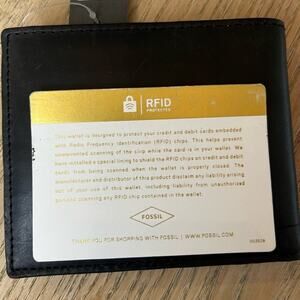 RFID
PROTECTED
This wallet is designed to protect your credit and debit cards embedded
with Radio Frequency Identification (RFID) chips. This helps prevent
unwarranted scanning of the chip while the card is in your wallet. We
have installed a special lining to shield the RFID chips on credit and debit
cards from being scanned when the wallet is properly closed. The
manufacturer and distributor of this product disclaim any liability arising
out of your use of this wallet, including liability from unauthorized
persons scanning any RFID chip contained in the wallet.
FOSSIL
THANK YOU FOR SHOPPING WITH FOSSIL | WWW.FOSSIL.COM